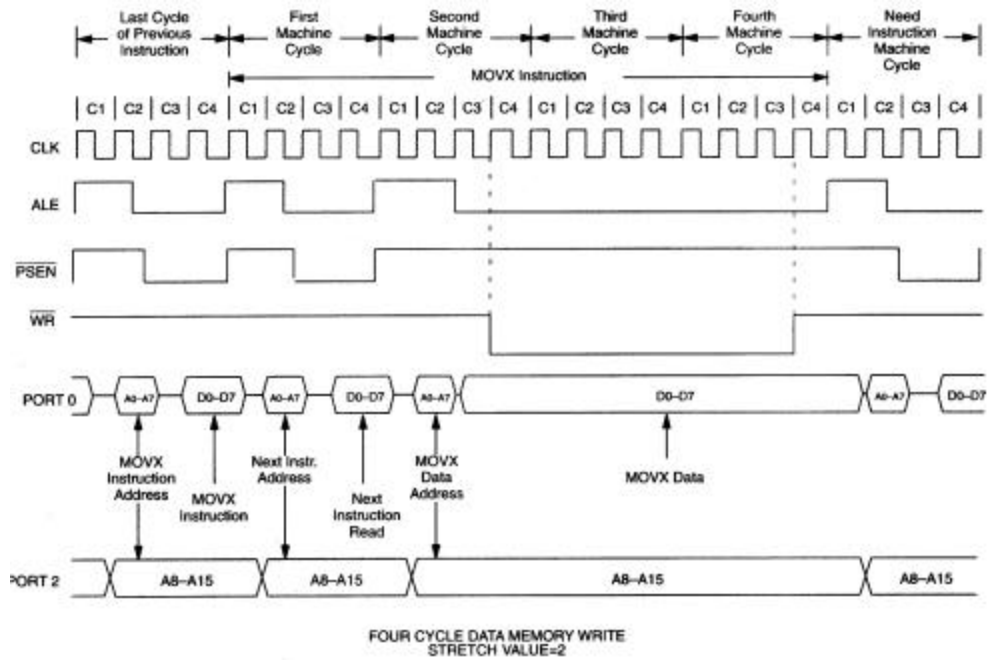 Last Cycle of Previous Instruction
First Machine Cycle
Second Machine Cycle
Third Machine Cycle
Fourth Machine Cycle
Need Instruction Machine Cycle
MOVX Instruction
C1 C2 C3 C4 C1 C2 C3 C4 C1 C2 C3 C4 C1 C2 C3 C4 C1 C2 C3 C4 C1 C2 C3 C4
CLK
ALE
PSEN
WR
PORT 0 A0–A7 D0–D7 A0–A7 D0–D7 A0–A7 D0–D7 A0–A7 D0–D7
MOVX Instruction Address
MOVX Instruction
Next Instr. Address
Next Instruction Read
MOVX Data Address
MOVX Data
PORT 2 A8–A15 A8–A15 A8–A15 A8–A15
FOUR CYCLE DATA MEMORY WRITE
STRETCH VALUE=2